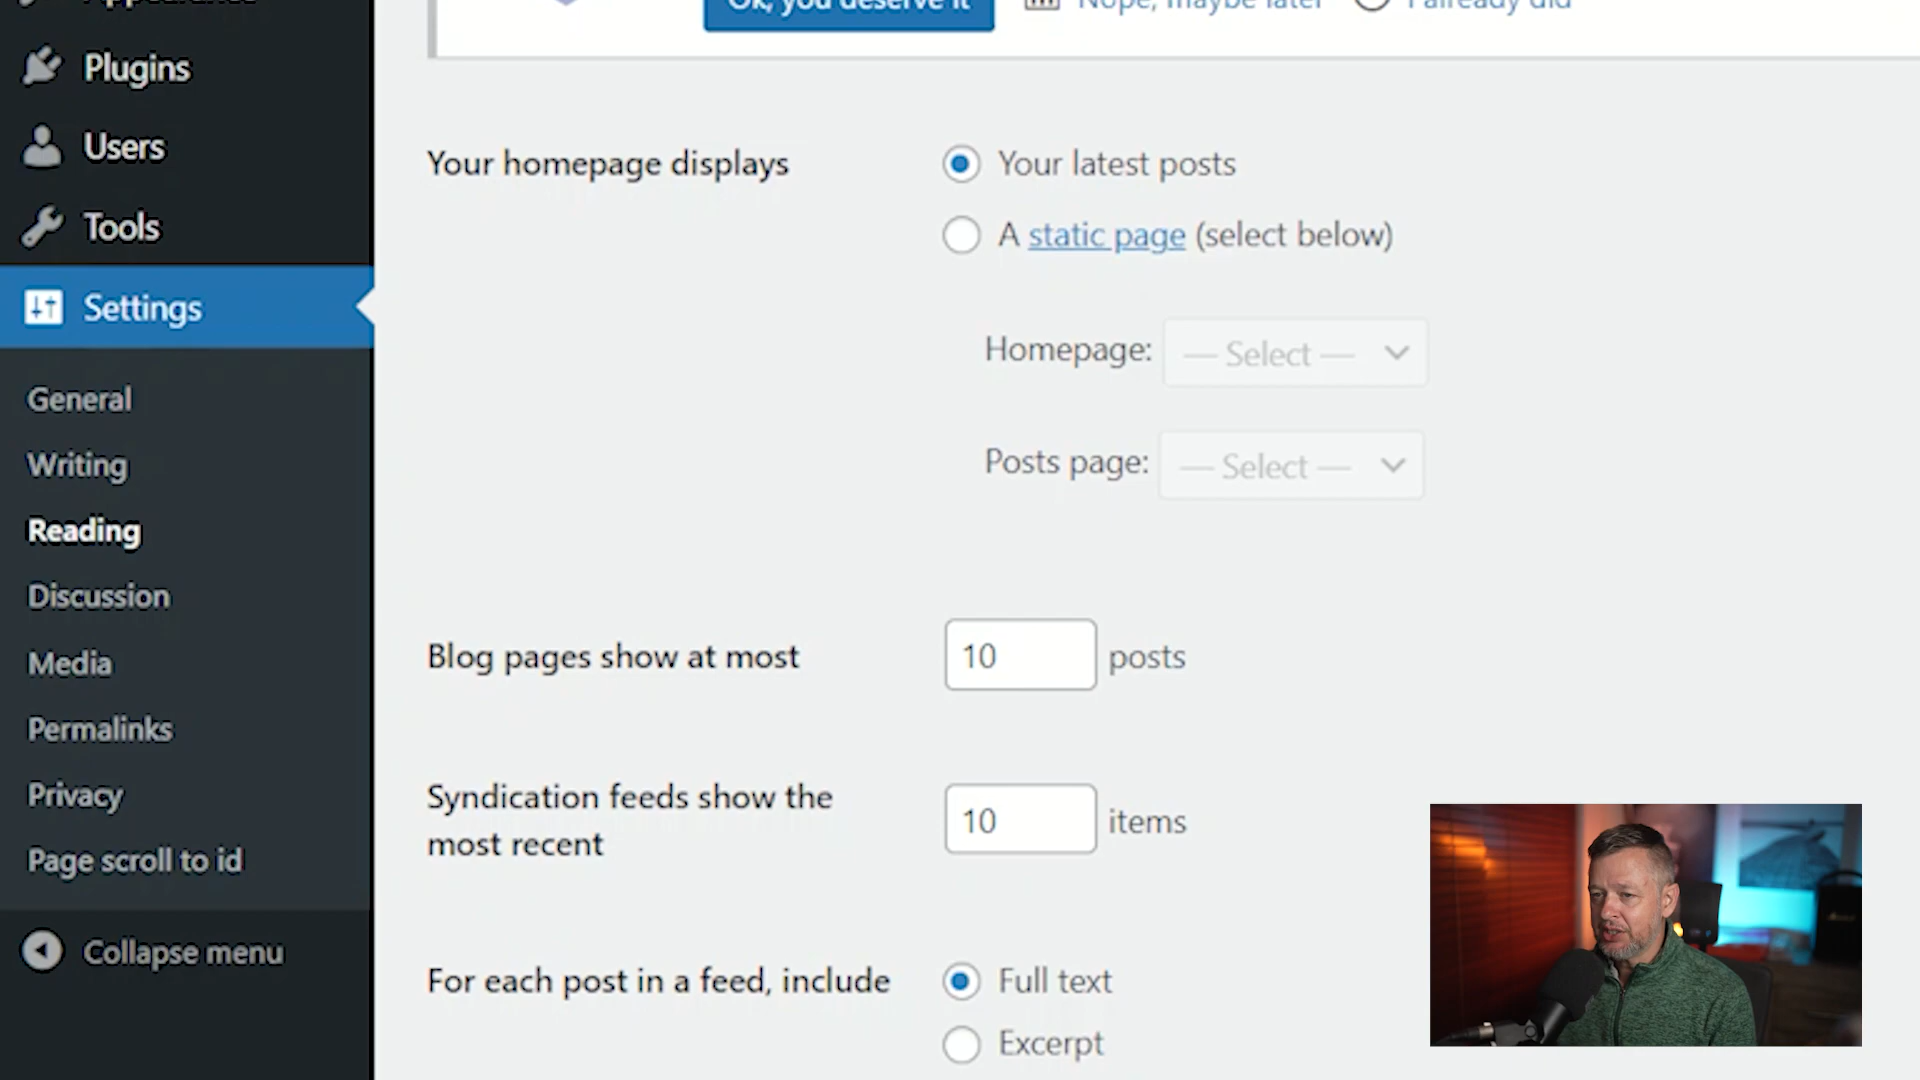 Appearance
Ok, you deserve it
Nope, maybe later
I already did
Plugins
Users
Tools
Settings
General
Writing
Reading
Discussion
Media
Permalinks
Privacy
Page scroll to id
Collapse menu
Your homepage displays
Your latest posts
A static page (select below)
Homepage: — Select —
Posts page: — Select —
Blog pages show at most 10 posts
Syndication feeds show the
most recent
10 items
For each post in a feed, include
Full text
Excerpt